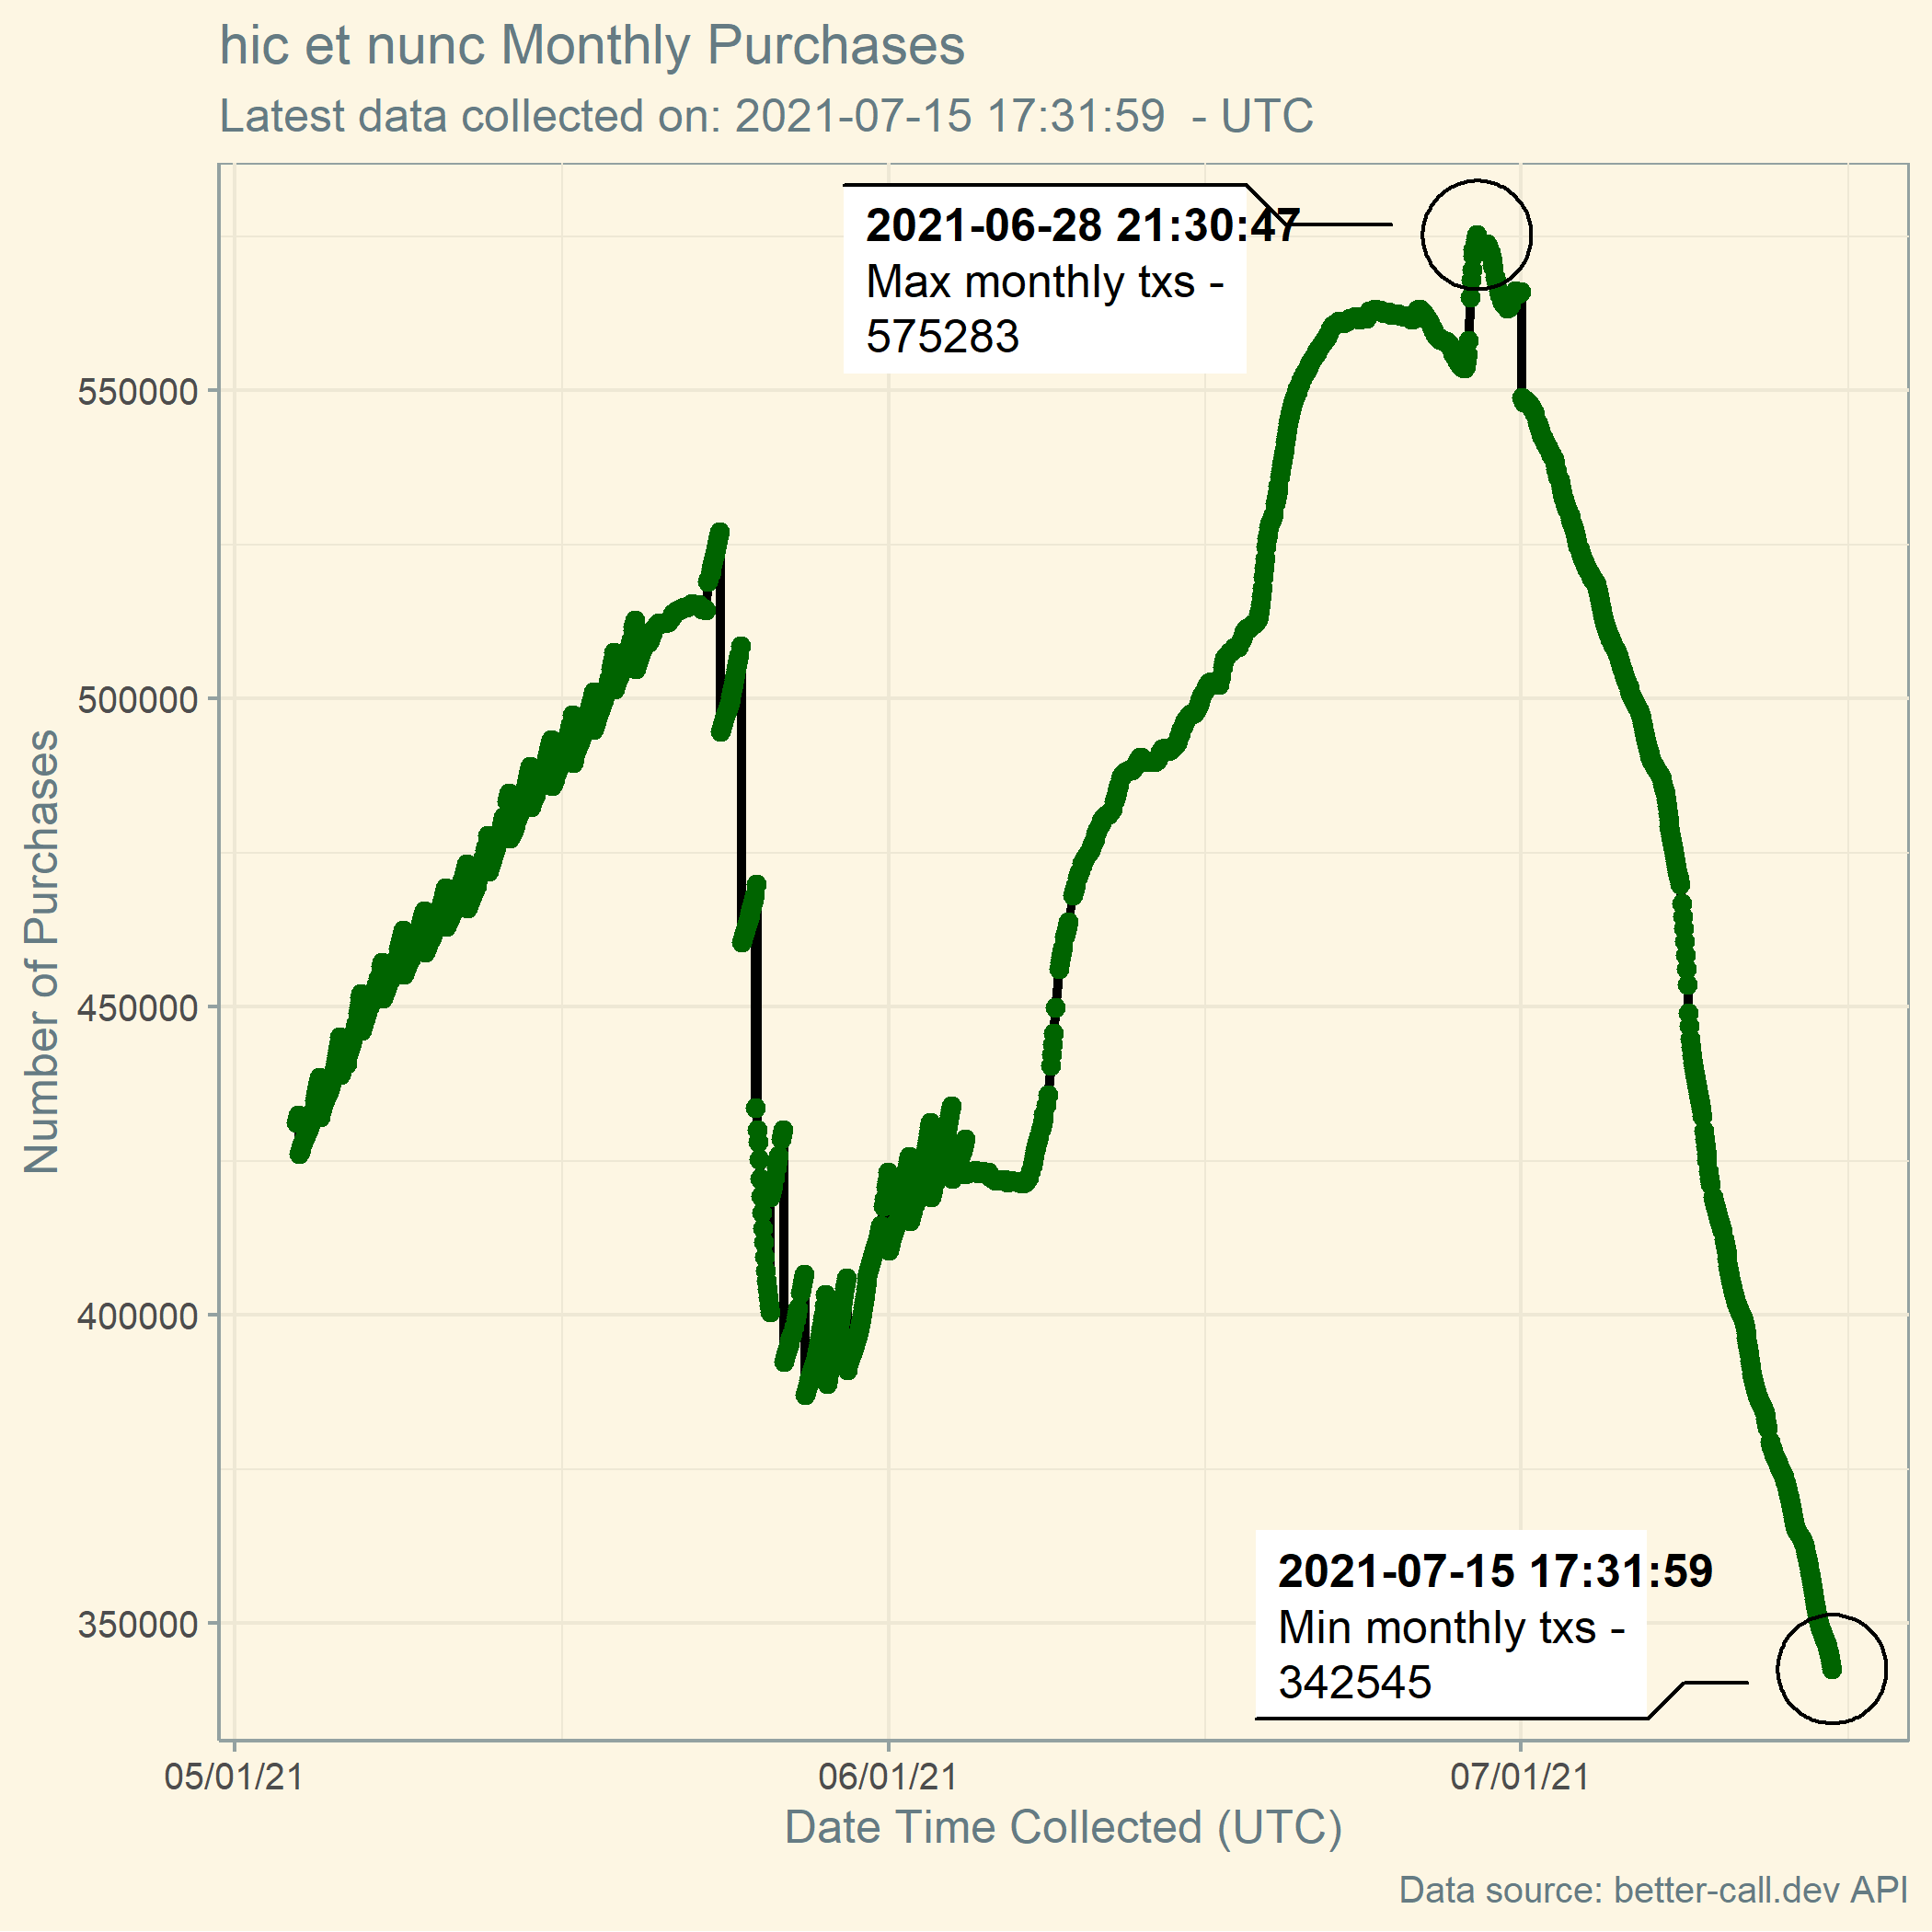 hic et nunc Monthly Purchases
Latest data collected on: 2021-07-15 17:31:59  - UTC
2021-06-28 21:30:47
Max monthly txs -
575283
550000
500000
450000
400000
350000
Number of Purchases
2021-07-15 17:31:59
Min monthly txs -
342545
05/01/21
06/01/21
07/01/21
Date Time Collected (UTC)
Data source: better-call.dev API